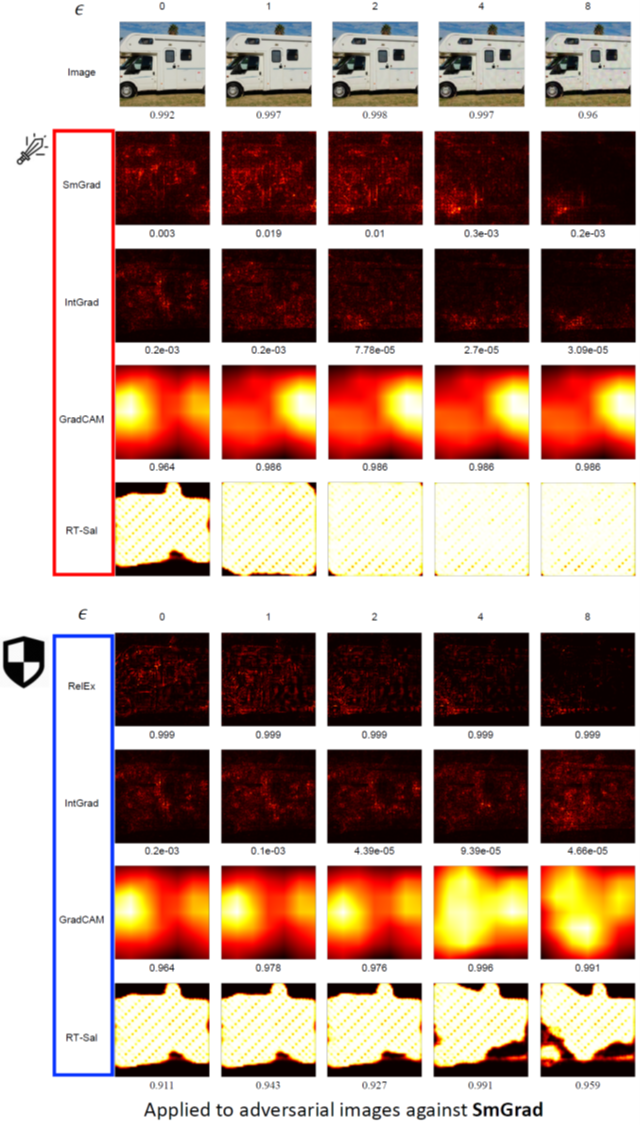 ϵ 0 1 2 4 8
Image
0.992 0.997 0.998 0.997 0.96
SmGrad
0.003 0.019 0.01 0.3e-03 0.2e-03
IntGrad
0.2e-03 0.2e-03 7.78e-05 2.7e-05 3.09e-05
GradCAM
0.964 0.986 0.986 0.986 0.986
RT-Sal
ϵ 0 1 2 4 8
RelEx
0.999 0.999 0.999 0.999 0.999
IntGrad
0.2e-03 0.1e-03 4.39e-05 9.39e-05 4.66e-05
GradCAM
0.964 0.978 0.976 0.996 0.991
RT-Sal
0.911 0.943 0.927 0.991 0.959
Applied to adversarial images against SmGrad